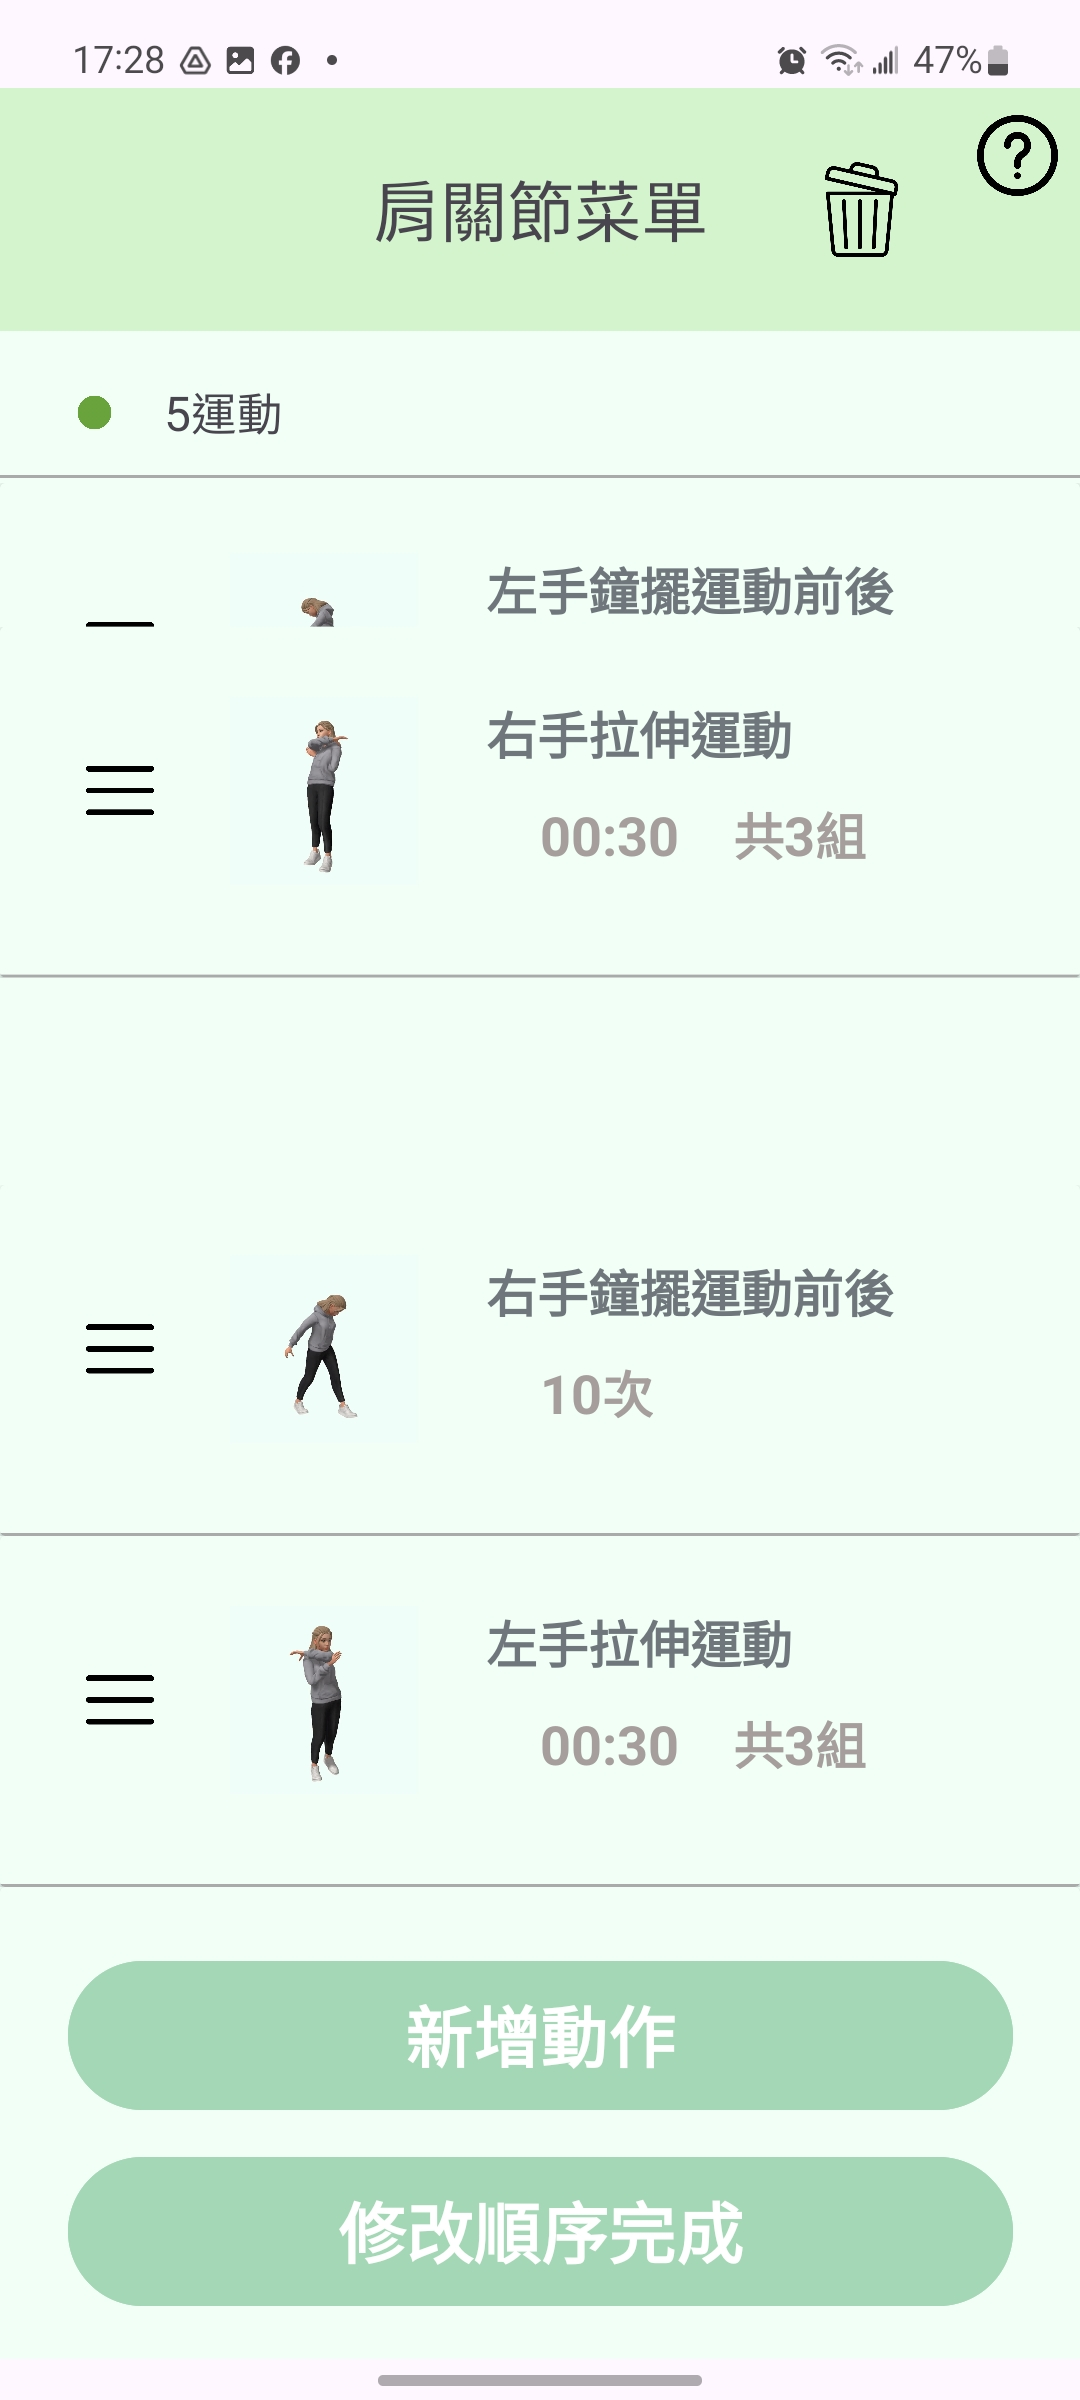 17:28
47%
肩關節菜單
5運動
左手鐘擺運動前後
右手拉伸運動
00:30 共3組
右手鐘擺運動前後
10次
左手拉伸運動
00:30 共3組
新增動作
修改順序完成